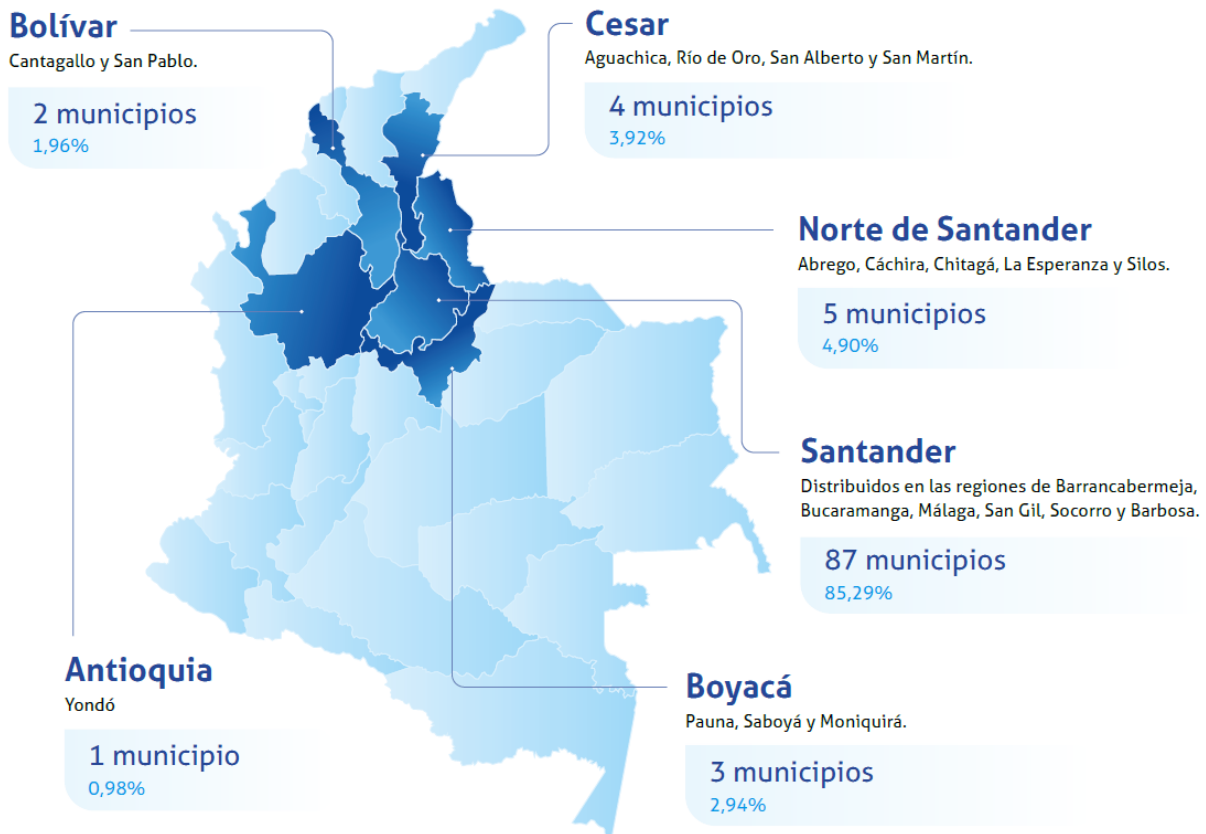 Bolívar
Cantagallo y San Pablo.
2 municipios
1,96%
Cesar
Aguachica, Río de Oro, San Alberto y San Martín.
4 municipios
3,92%
Norte de Santander
Abrego, Cáchira, Chitagá, La Esperanza y Silos.
5 municipios
4,90%
Santander
Distribuidos en las regiones de Barrancabermeja,
Bucaramanga, Málaga, San Gil, Socorro y Barbosa.
87 municipios
85,29%
Antioquia
Yondó
1 municipio
0,98%
Boyacá
Pauna, Saboyá y Moniquirá.
3 municipios
2,94%